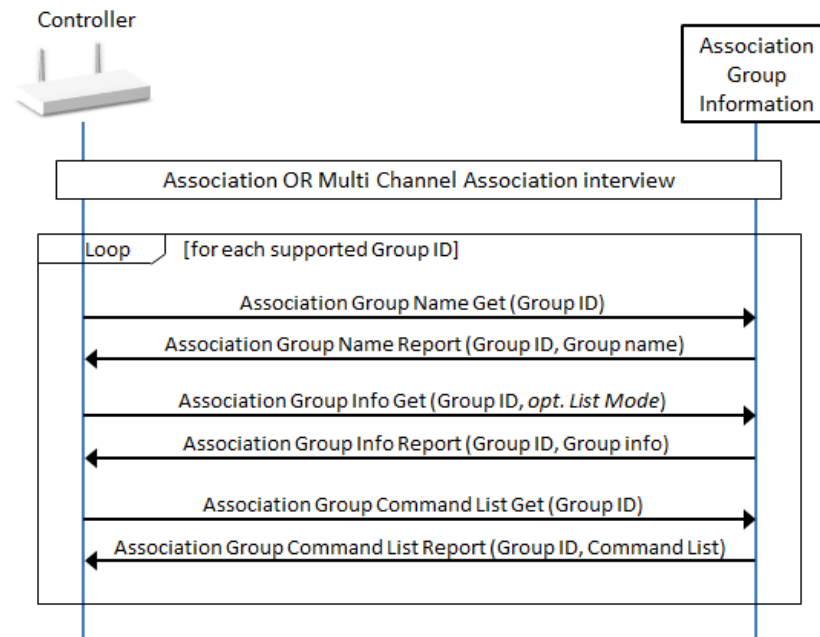 Controller
Association
Group
Information
Association OR Multi Channel Association interview
Loop [for each supported Group ID]
Association Group Name Get (Group ID)
Association Group Name Report (Group ID, Group name)
Association Group Info Get (Group ID, opt. List Mode)
Association Group Info Report (Group ID, Group info)
Association Group Command List Get (Group ID)
Association Group Command List Report (Group ID, Command List)